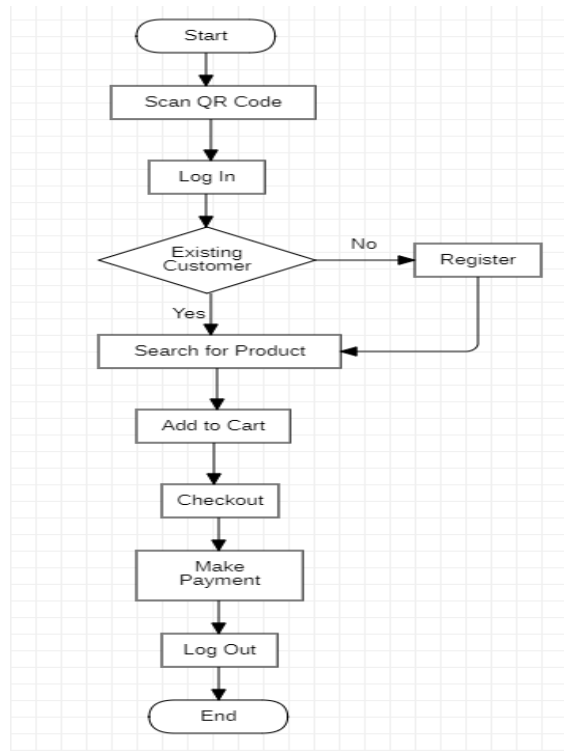 Start
Scan QR Code
Log In
Existing
Customer
No
Register
Yes
Search for Product
Add to Cart
Checkout
Make
Payment
Log Out
End